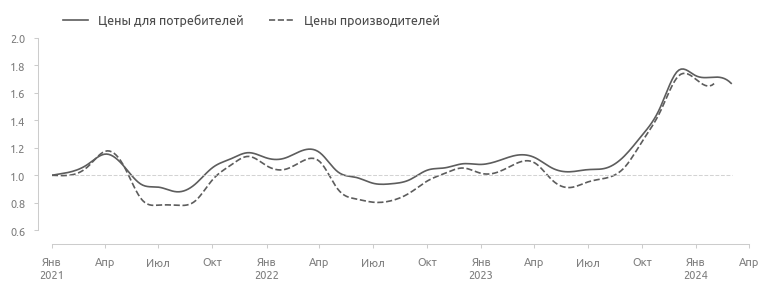 Цены для потребителей Цены производителей
2.0
1.8
1.6
1.4
1.2
1.0
0.8
0.6
Янв Апр Июл Окт Янв Апр Июл Окт Янв Апр Июл Окт Янв Апр
2021 2022 2023 2024